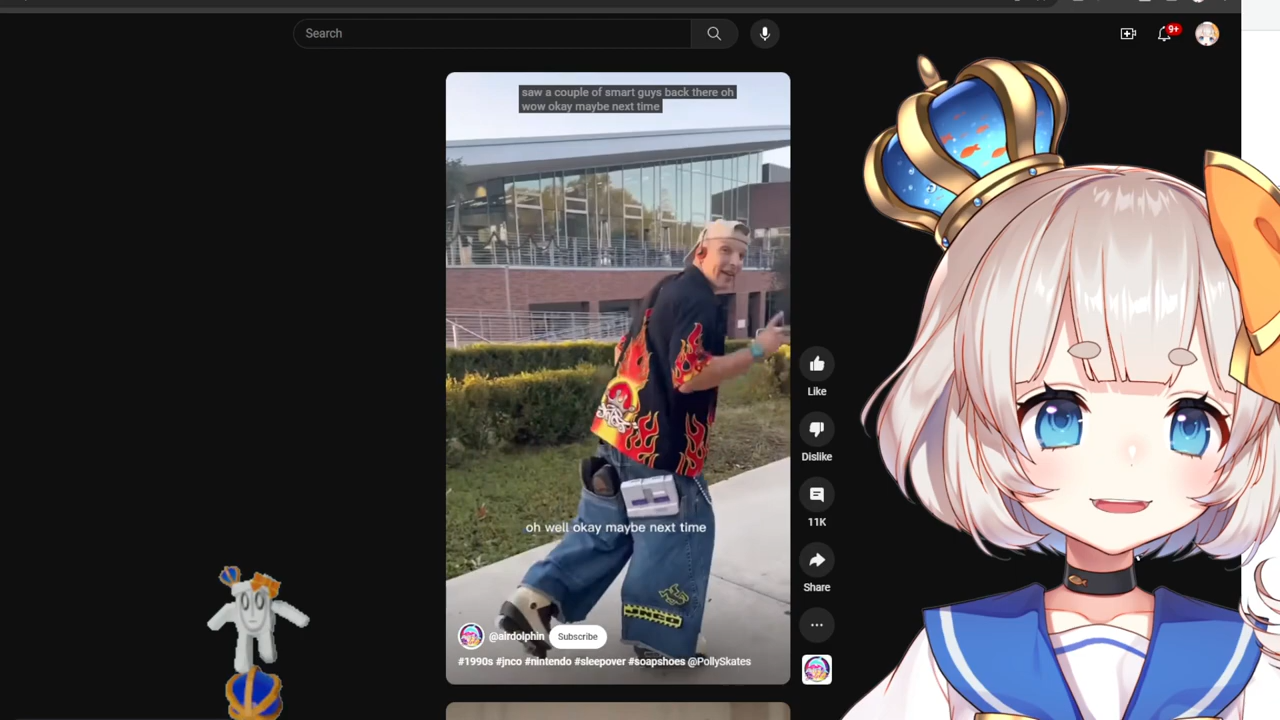 Search
9+
saw a couple of smart guys back there oh
wow okay maybe next time
oh well okay maybe next time
Like
Dislike
11K
Share
@airdolphin
Subscribe
#1990s #jnco #nintendo #sleepover #soapshoes @PollySkates